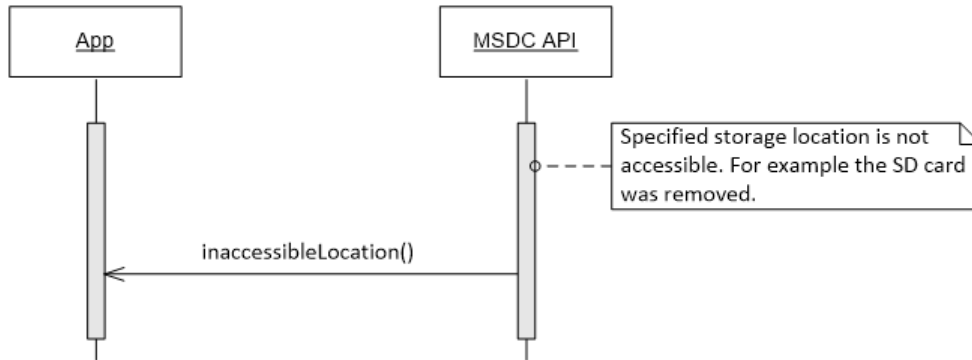 App
MSDC API
Specified storage location is not
accessible. For example the SD card
was removed.
inaccessibleLocation()